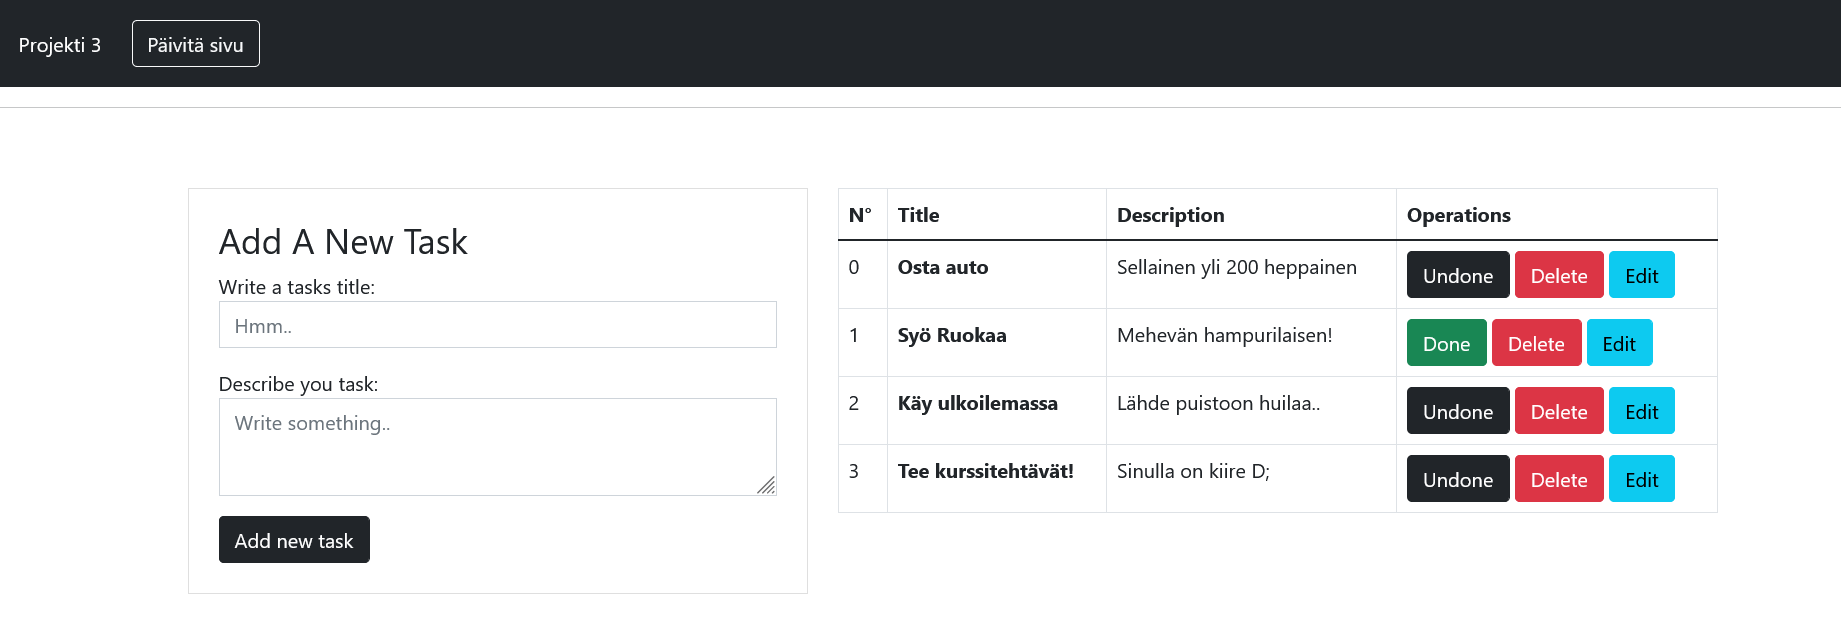 Projekti 3 Päivitä sivu
Add A New Task
Write a tasks title:
Hmm..
Describe you task:
Write something..
Add new task
N° Title Description Operations
0 Osta auto Sellainen yli 200 heppainen Undone Delete Edit
1 Syö Ruokaa Mehevän hampurilaisen! Done Delete Edit
2 Käy ulkoilemassa Lähde puistoon huilaa.. Undone Delete Edit
3 Tee kurssitehtävät! Sinulla on kiire D; Undone Delete Edit